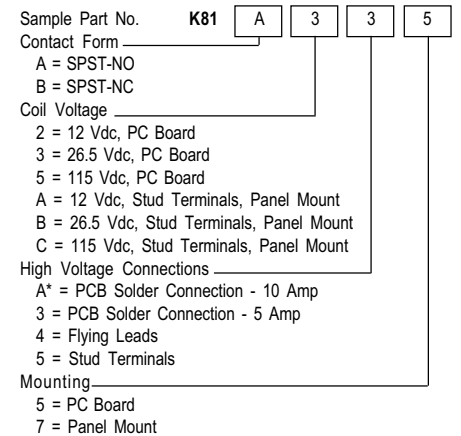 Sample Part No. K81 A 3 3 5
Contact Form
A = SPST-NO
B = SPST-NC
Coil Voltage
2 = 12 Vdc, PC Board
3 = 26.5 Vdc, PC Board
5 = 115 Vdc, PC Board
A = 12 Vdc, Stud Terminals, Panel Mount
B = 26.5 Vdc, Stud Terminals, Panel Mount
C = 115 Vdc, Stud Terminals, Panel Mount
High Voltage Connections
A* = PCB Solder Connection - 10 Amp
3 = PCB Solder Connection - 5 Amp
4 = Flying Leads
5 = Stud Terminals
Mounting
5 = PC Board
7 = Panel Mount